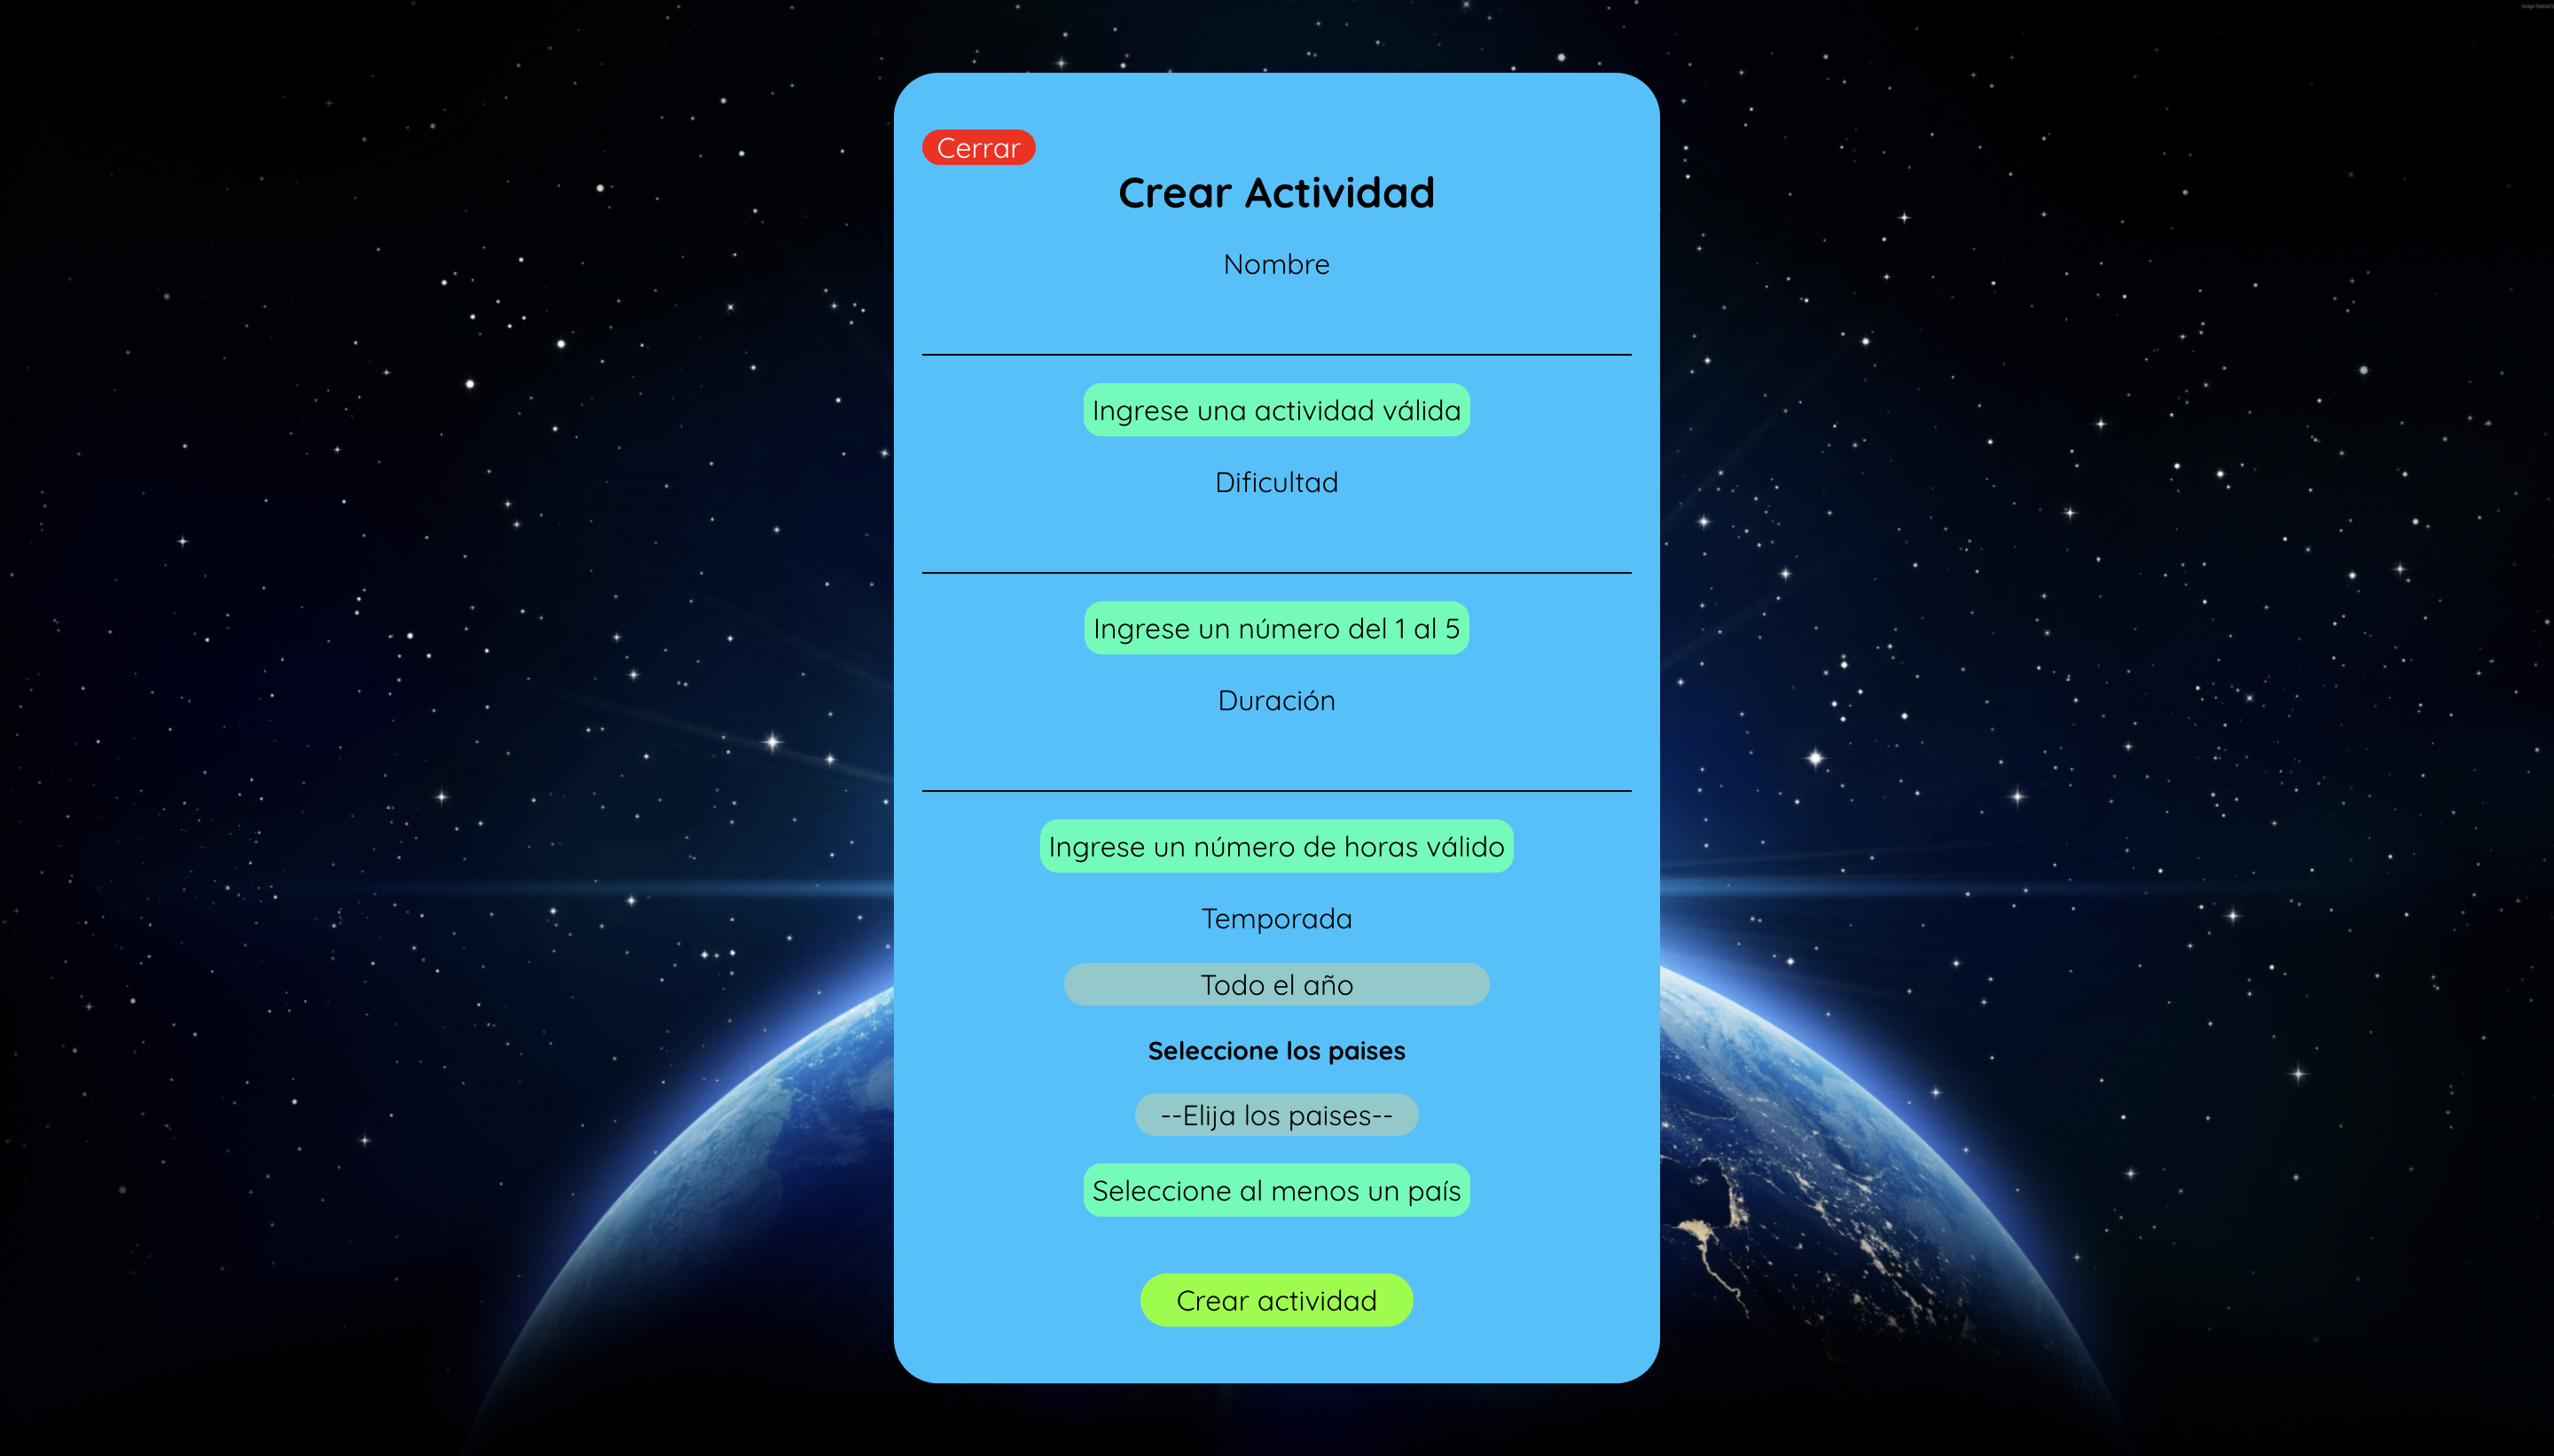 Cerrar
Crear Actividad
Nombre
Ingrese una actividad válida
Dificultad
Ingrese un número del 1 al 5
Duración
Ingrese un número de horas válido
Temporada
Todo el año
Seleccione los paises
--Elija los paises--
Seleccione al menos un país
Crear actividad